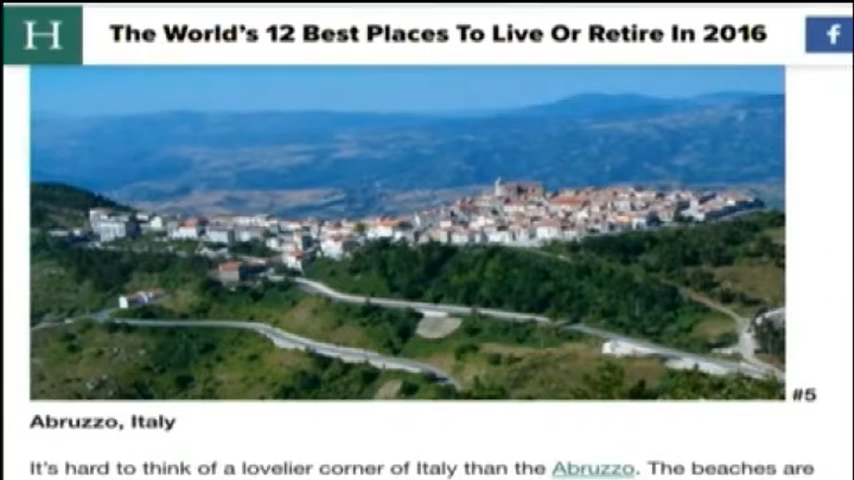 H The World's 12 Best Places To Live Or Retire In 2016 f
#5
Abruzzo, Italy
It's hard to think of a lovelier corner of Italy than the Abruzzo. The beaches are